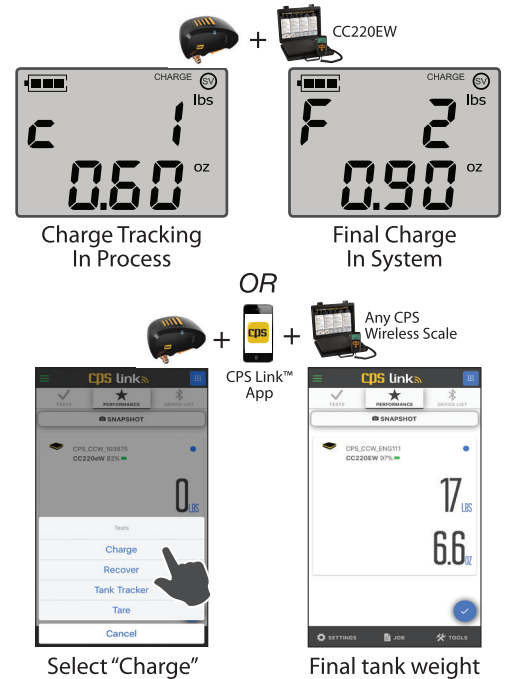 CC220EW
CHARGE SV
lbs
c 1
0.60 oz
CHARGE SV
lbs
F 2
0.90 oz
Charge Tracking
In Process
Final Charge
In System
OR
cps
CPS Link™
App
Any CPS
Wireless Scale
cps link
TESTS PERFORMANCE DEVICE LIST
SNAPSHOT
CPS_CCW_103875
CC220eW 82%
0 LBS
Tests
Charge
Recover
Tank Tracker
Tare
Cancel
Select "Charge"
cps link
TESTS PERFORMANCE DEVICE LIST
SNAPSHOT
CPS_CCW_ENG111
CC220EW 97%
17 LBS
6.6 OZ
SETTINGS JOB TOOLS
Final tank weight